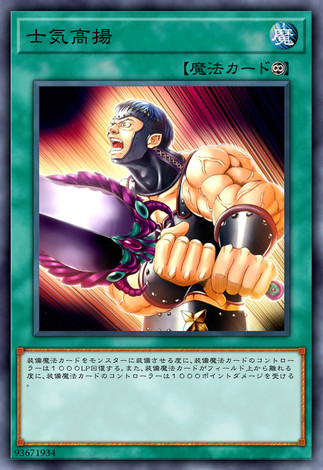 士気高揚
魔
【魔法カード】
装備魔法カードをモンスターに装備させる度に、装備魔法カードのコントロー
ラーは１０００ＬＰ回復する。また、装備魔法カードがフィールド上から離れる
度に、装備魔法カードのコントローラーは１０００ポイントダメージを受ける
。
93671934